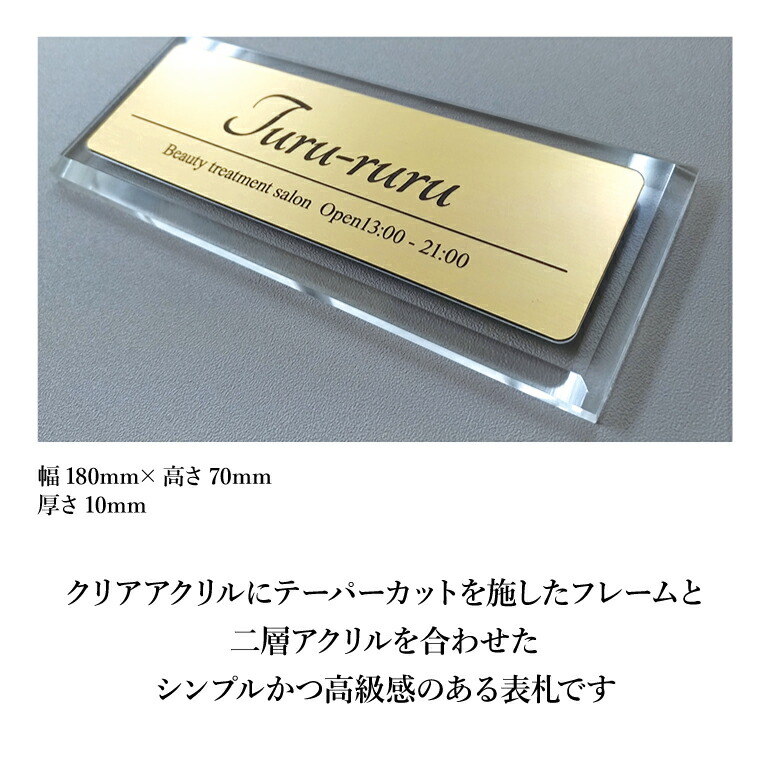 Turu-ruru
Beauty treatment salon Open13:00 - 21:00
幅 180mm× 高さ 70mm
厚さ 10mm
クリアアクリルにテーパーカットを施したフレームと
二層アクリルを合わせた
シンプルかつ高級感のある表札です